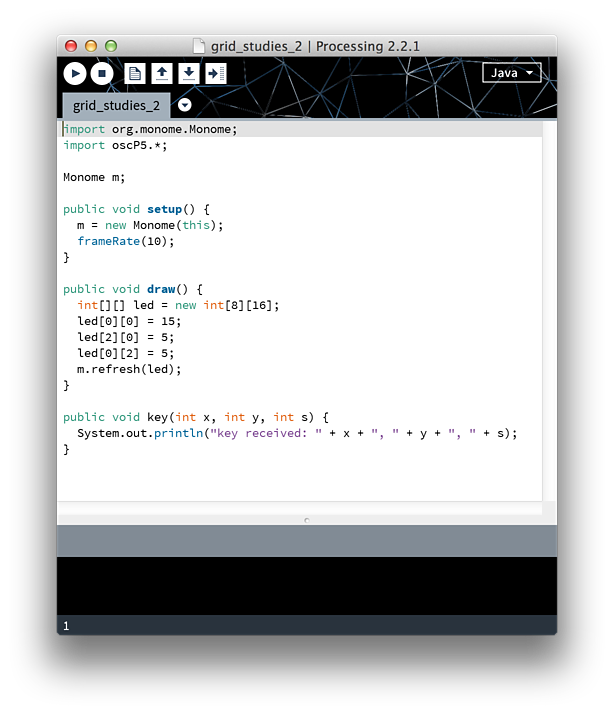 grid_studies_2 | Processing 2.2.1
Java
grid_studies_2
import org.monome.Monome;
import oscP5.*;
Monome m;
public void setup() {
  m = new Monome(this);
  frameRate(10);
}
public void draw() {
  int[][] led = new int[8][16];
  led[0][0] = 15;
  led[2][0] = 5;
  led[0][2] = 5;
  m.refresh(led);
}
public void key(int x, int y, int s) {
  System.out.println("key received: " + x + ", " + y + ", " + s);
}
1